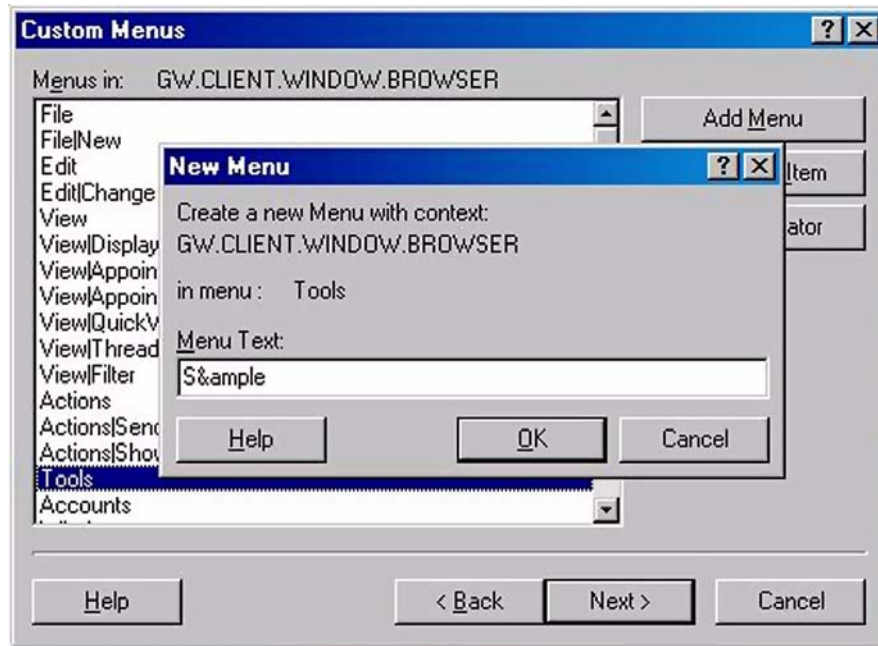 Custom Menus
Menus in: GW.CLIENT.WINDOW.BROWSER
File
File|New
Edit
Edit|Change
View
View|Display
View|Appoin
View|Appoin
View|QuickV
View|Thread
View|Filter
Actions
Actions|Send
Actions|Show
Tools
Accounts
Add Menu
Item
ator
New Menu
Create a new Menu with context:
GW.CLIENT.WINDOW.BROWSER
in menu : Tools
Menu Text:
S&ample
Help OK Cancel
Help < Back Next > Cancel